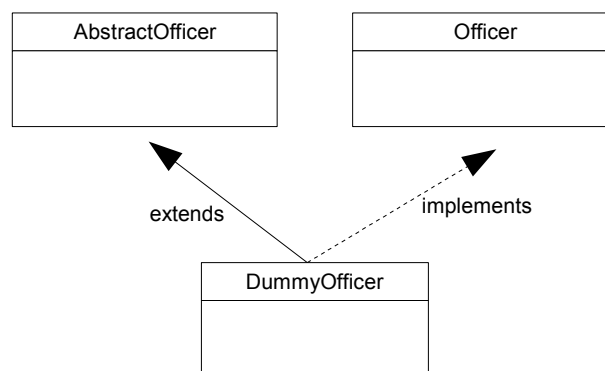 AbstractOfficer
Officer
extends
implements
DummyOfficer